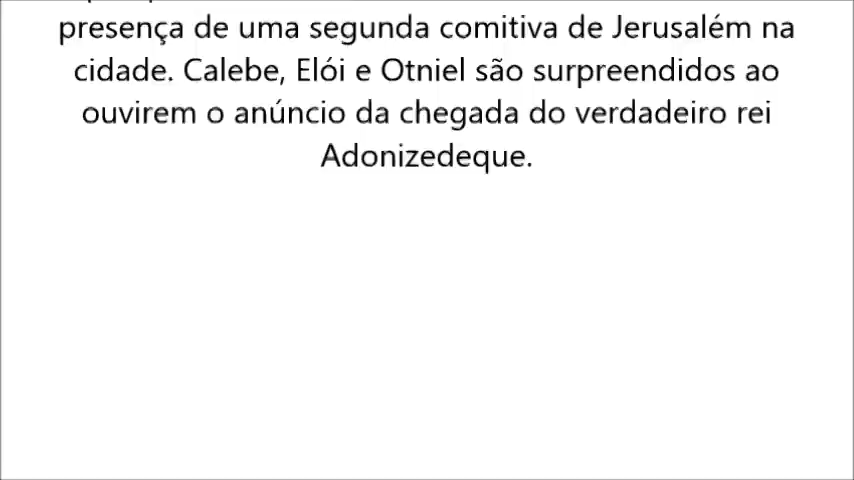 presença de uma segunda comitiva de Jerusalém na
cidade. Calebe, Elói e Otniel são surpreendidos ao
ouvirem o anúncio da chegada do verdadeiro rei
Adonizedeque.